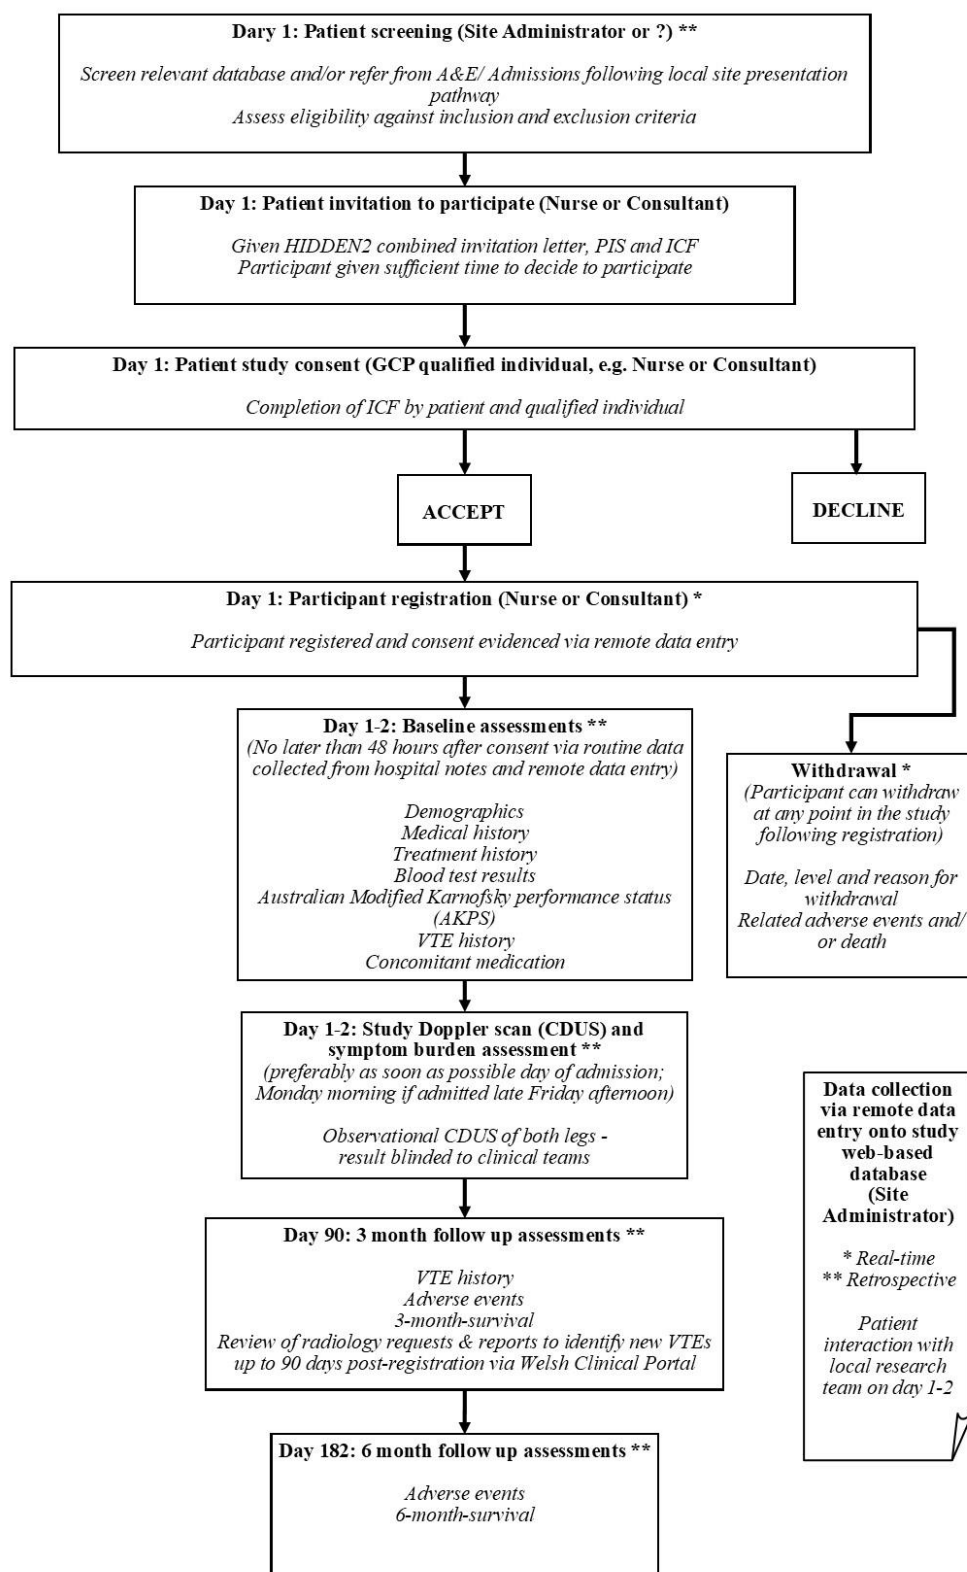 Dary 1: Patient screening (Site Administrator or ?) **
Screen relevant database and/or refer from A&E/ Admissions following local site presentation
pathway
Assess eligibility against inclusion and exclusion criteria
Day 1: Patient invitation to participate (Nurse or Consultant)
Given HIDDEN2 combined invitation letter, PIS and ICF
Participant given sufficient time to decide to participate
Day 1: Patient study consent (GCP qualified individual, e.g. Nurse or Consultant)
Completion of ICF by patient and qualified individual
ACCEPT
DECLINE
Day 1: Participant registration (Nurse or Consultant) *
Participant registered and consent evidenced via remote data entry
Day 1-2: Baseline assessments **
(No later than 48 hours after consent via routine data
collected from hospital notes and remote data entry)
Demographics
Medical history
Treatment history
Blood test results
Australian Modified Karnofsky performance status
(AKPS)
VTE history
Concomitant medication
Withdrawal *
(Participant can withdraw
at any point in the study
following registration)
Date, level and reason for
withdrawal
Related adverse events and/
or death
Day 1-2: Study Doppler scan (CDUS) and
symptom burden assessment **
(preferably as soon as possible day of admission;
Monday morning if admitted late Friday afternoon)
Observational CDUS of both legs -
result blinded to clinical teams
Data collection
via remote data
entry onto study
web-based
database
(Site
Administrator)
* Real-time
** Retrospective
Patient
interaction with
local research
team on day 1-2
Day 90: 3 month follow up assessments **
VTE history
Adverse events
3-month-survival
Review of radiology requests & reports to identify new VTEs
up to 90 days post-registration via Welsh Clinical Portal
Day 182: 6 month follow up assessments **
Adverse events
6-month-survival